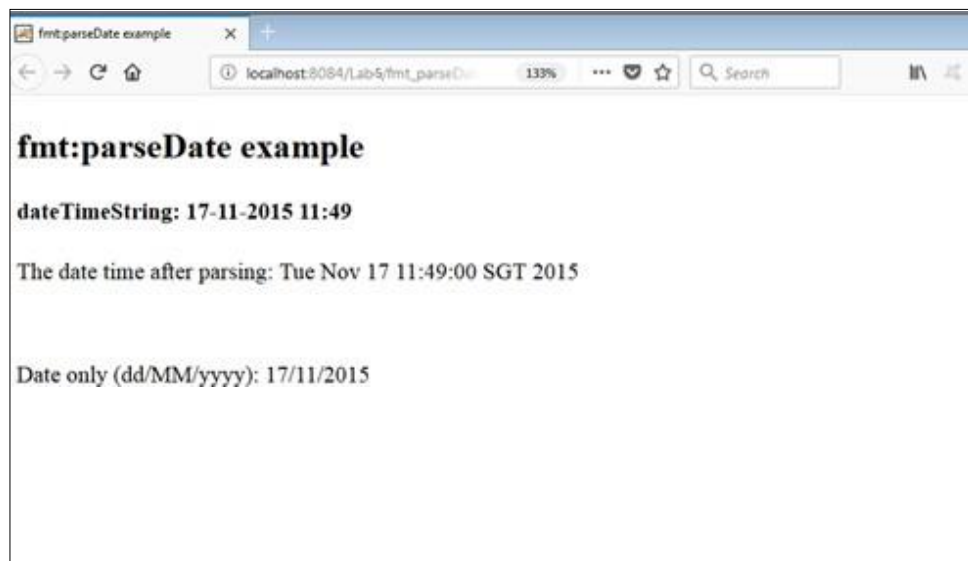 fmt:parseDate example
localhost:8084/Lab5/fmt_parseD
133%
Search
fmt:parseDate example
dateTimeString: 17-11-2015 11:49
The date time after parsing: Tue Nov 17 11:49:00 SGT 2015
Date only (dd/MM/yyyy): 17/11/2015